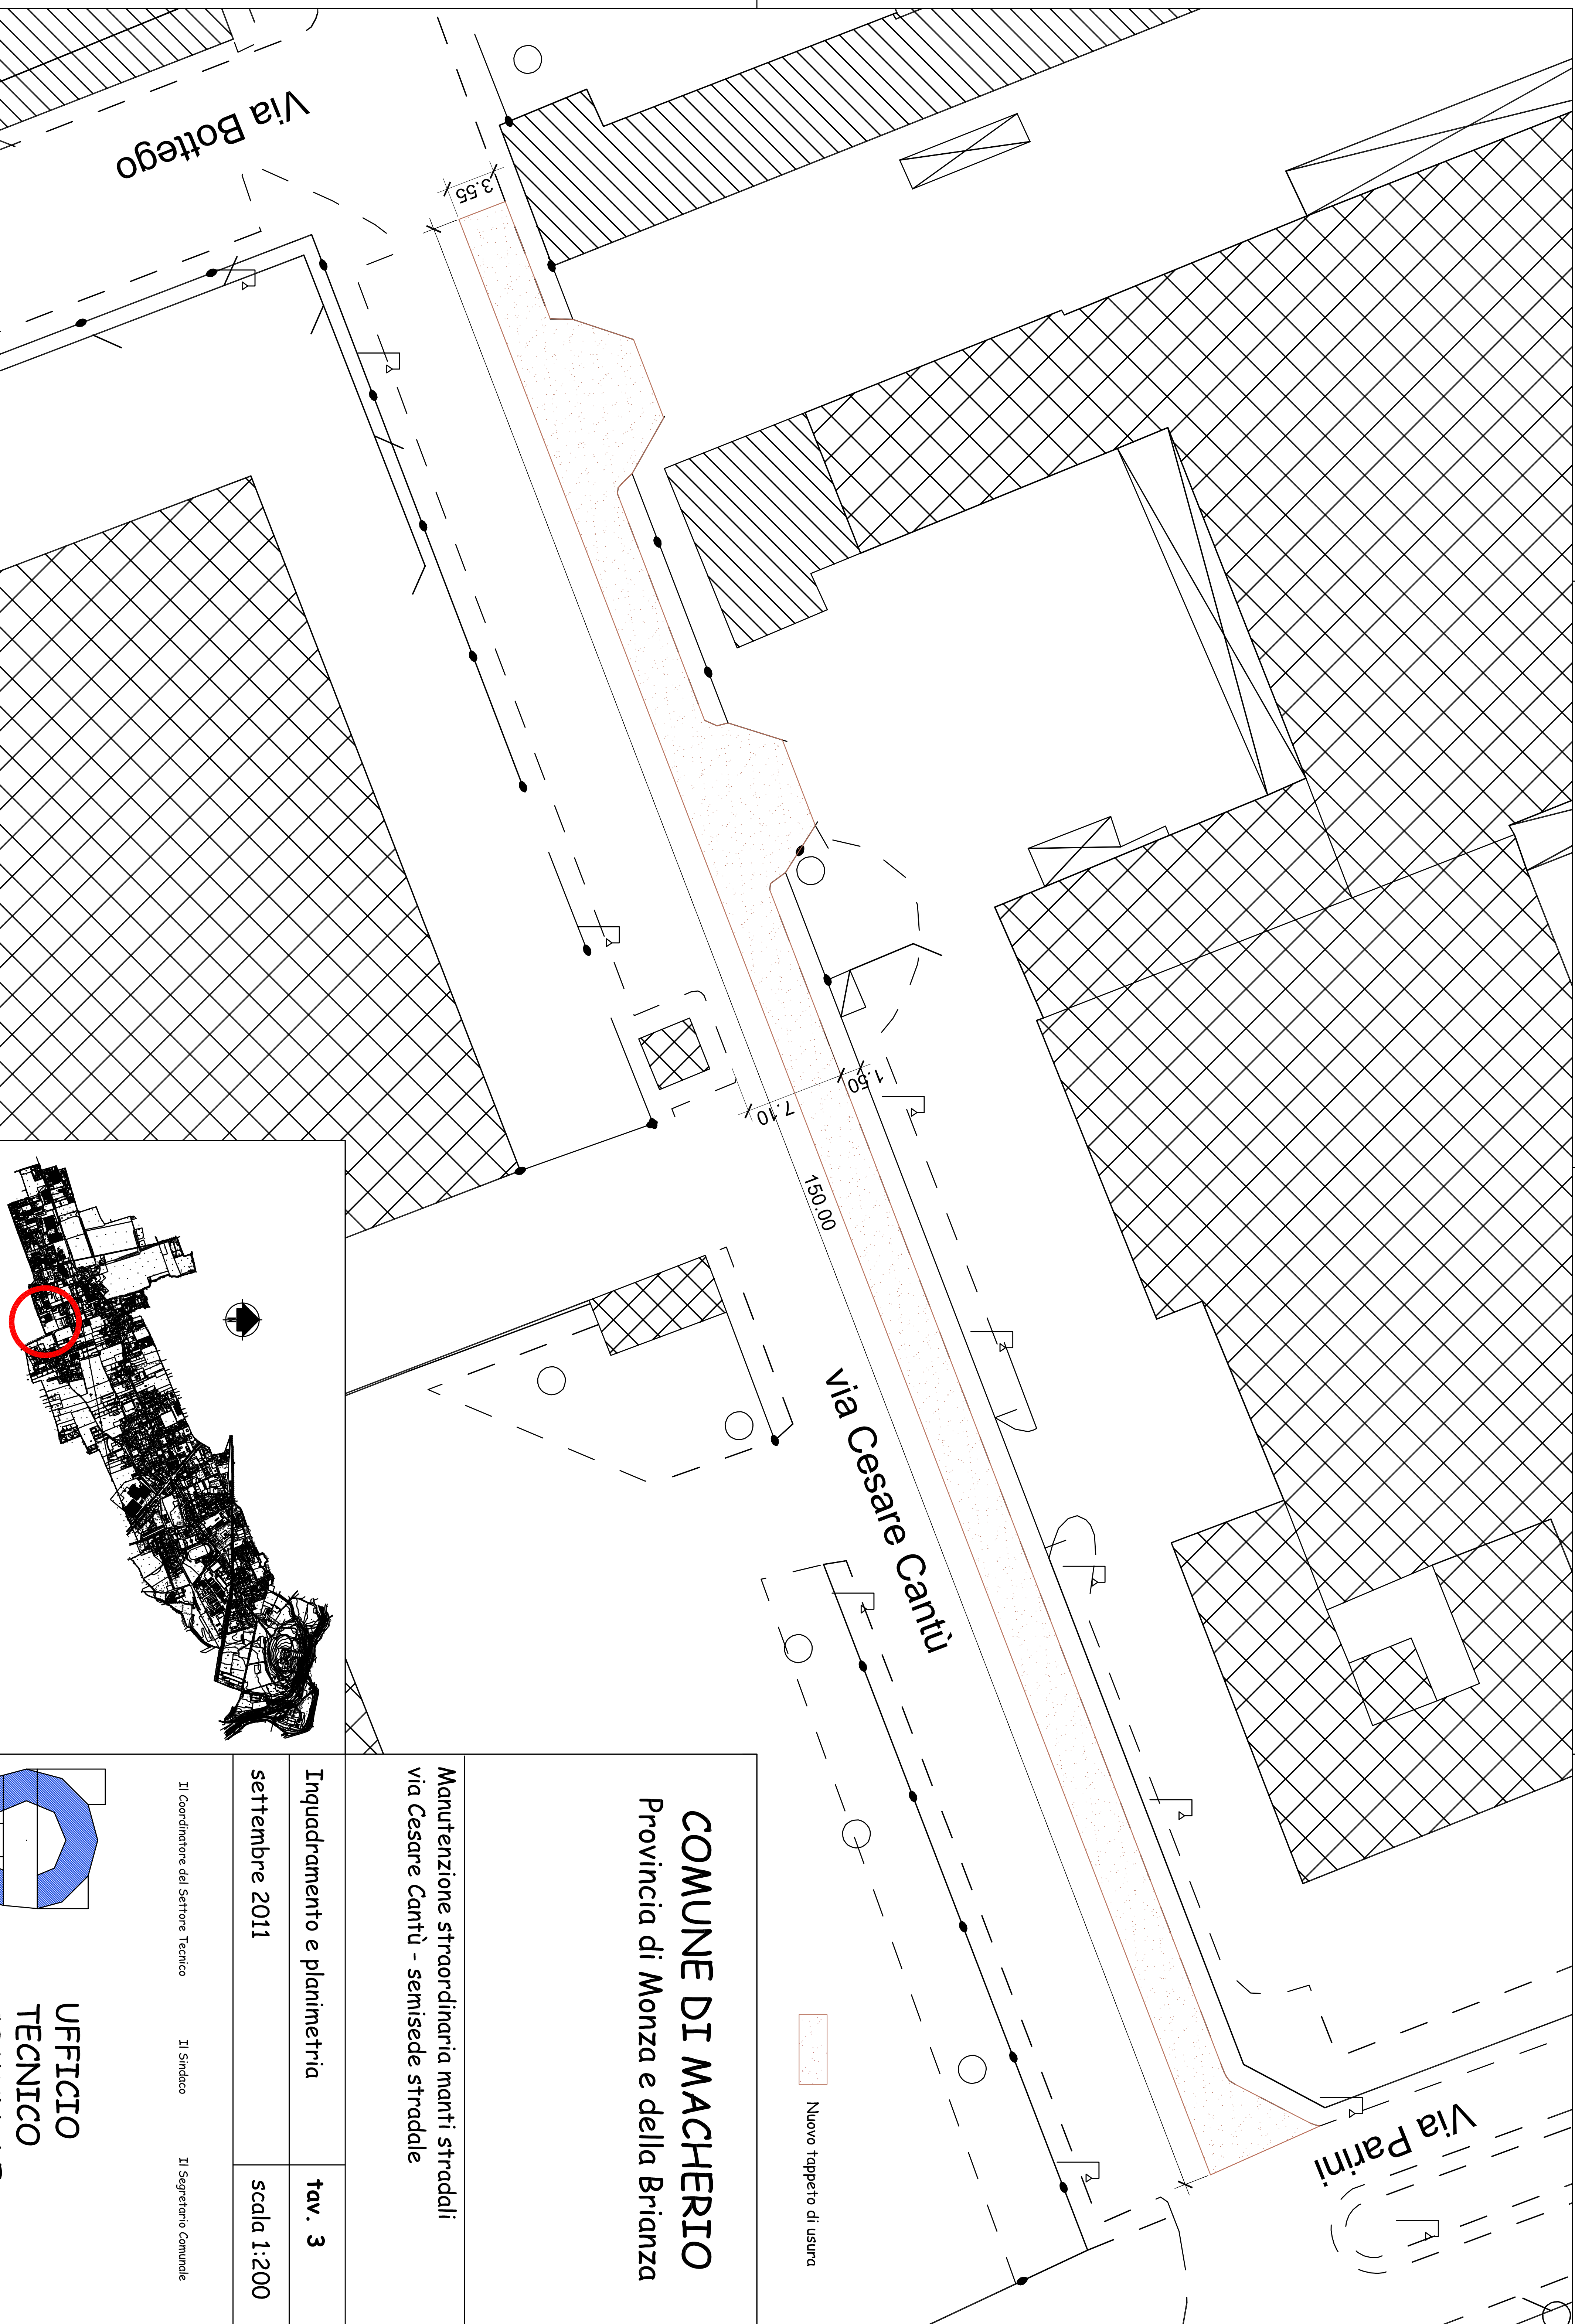 Via Bottego
3.55
1.50
7.10
150.00
via Cesare Cantù
Via Parini
Nuovo tappeto di usura
COMUNE DI MACHERIO
Provincia di Monza e della Brianza
Manutenzione straordinaria manti stradali
via Cesare Cantù - semisede stradale
Inquadramento e planimetria
tav. 3
settembre 2011
scala 1:200
Il Coordinatore del Settore Tecnico
Il Sindaco
Il Segretario Comunale
UFFICIO
TECNICO